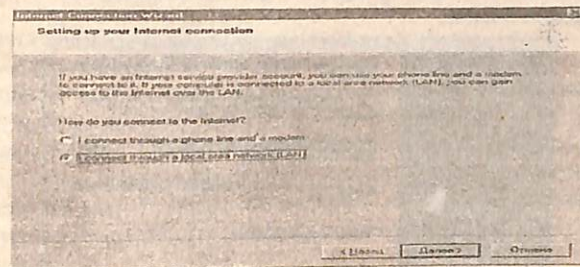 Internet Connection Wizard
Setting up your Internet connection
If you have an Internet service provider account, you can use your phone line and a modem
to connect to it. If your computer is connected to a local area network (LAN), you can gain
access to the Internet over the LAN.
How do you connect to the Internet?
I connect through a phone line and a modem
I connect through a local area network (LAN)
< Назад
Далее >
Отмена